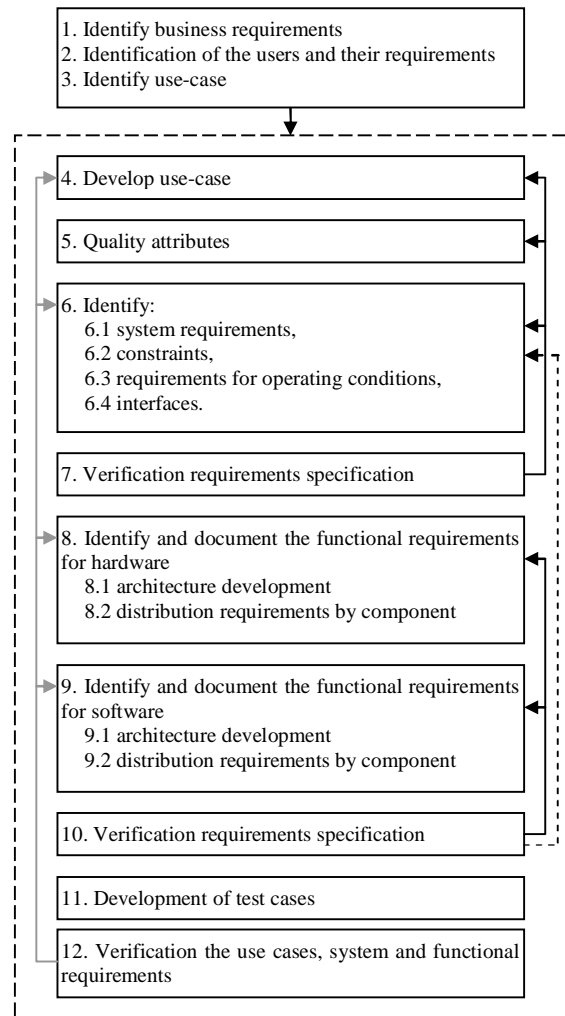 1. Identify business requirements
2. Identification of the users and their requirements
3. Identify use-case
4. Develop use-case
5. Quality attributes
6. Identify:
6.1 system requirements,
6.2 constraints,
6.3 requirements for operating conditions,
6.4 interfaces.
7. Verification requirements specification
8. Identify and document the functional requirements
for hardware
8.1 architecture development
8.2 distribution requirements by component
9. Identify and document the functional requirements
for software
9.1 architecture development
9.2 distribution requirements by component
10. Verification requirements specification
11. Development of test cases
12. Verification the use cases, system and functional
requirements